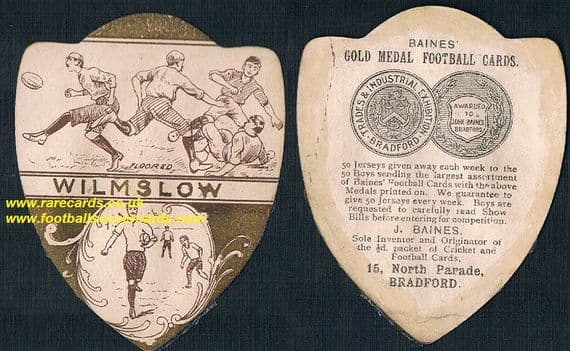 FLOORED
WILMSLOW
www.rarecards.co.uk
www.footballsoccercards.com
BAINES'
GOLD MEDAL FOOTBALL CARDS.
TRADES & INDUSTRIAL EXHIBITION
BRADFORD
AWARDED
TO
JOHN BAINES
BRADFORD
50 Jerseys given away each week to the
50 Boys sending the largest assortment
of Baines' Football Cards with the above
Medals printed on. We guarantee to
give 50 Jerseys every week. Boys are
requested to carefully read Show
Bills before entering for competition.
J. BAINES,
Sole Inventor and Originator of
the ½d. packet of Cricket and
Football Cards,
15, North Parade,
BRADFORD.